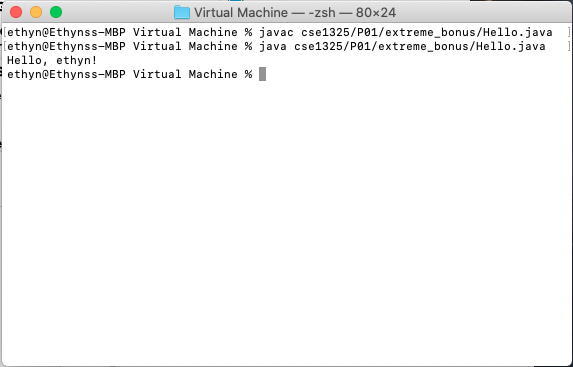 Virtual Machine — -zsh — 80×24
[ethyn@Ethynss-MBP Virtual Machine % javac cse1325/P01/extreme_bonus/Hello.java ]
[ethyn@Ethynss-MBP Virtual Machine % java cse1325/P01/extreme_bonus/Hello.java ]
Hello, ethyn!
ethyn@Ethynss-MBP Virtual Machine %